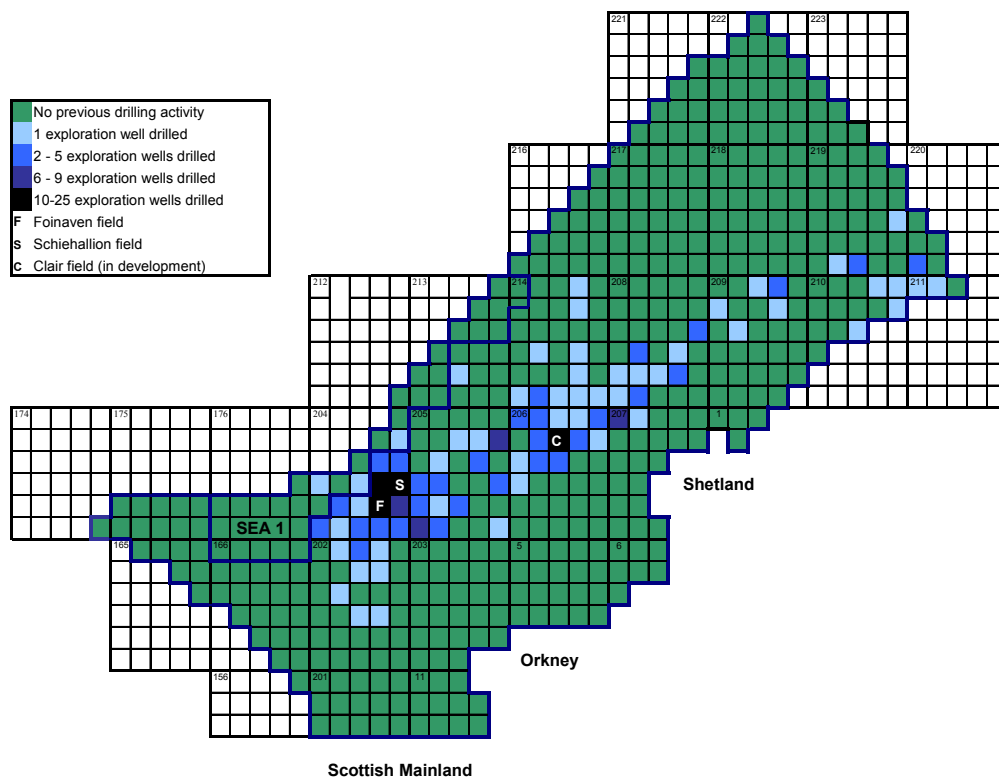 221 222 223
No previous drilling activity
1 exploration well drilled
2 - 5 exploration wells drilled
6 - 9 exploration wells drilled
10-25 exploration wells drilled
F Foinaven field
S Schiehallion field
C Clair field (in development)
216 217 218 219 220
212 213 214 208 209 210 211
174 175 176 204 205 206 207 1
C
Shetland
S
F
SEA 1
165 166 202 203 5 6
Orkney
156 201 11
Scottish Mainland